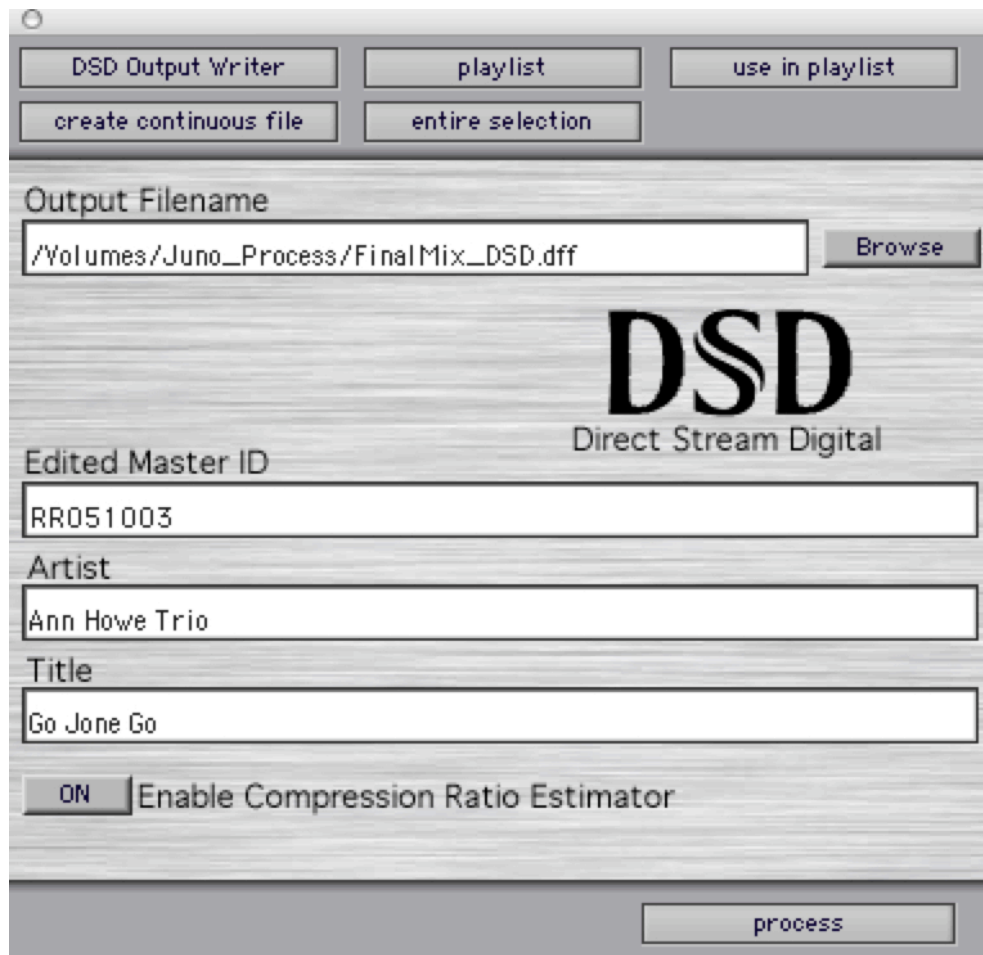 DSD Output Writer playlist use in playlist
create continuous file entire selection
Output Filename
/Volumes/Juno_Process/FinalMix_DSD.dff Browse
DSD
Direct Stream Digital
Edited Master ID
RR051003
Artist
Ann Howe Trio
Title
Go Jone Go
ON Enable Compression Ratio Estimator
process